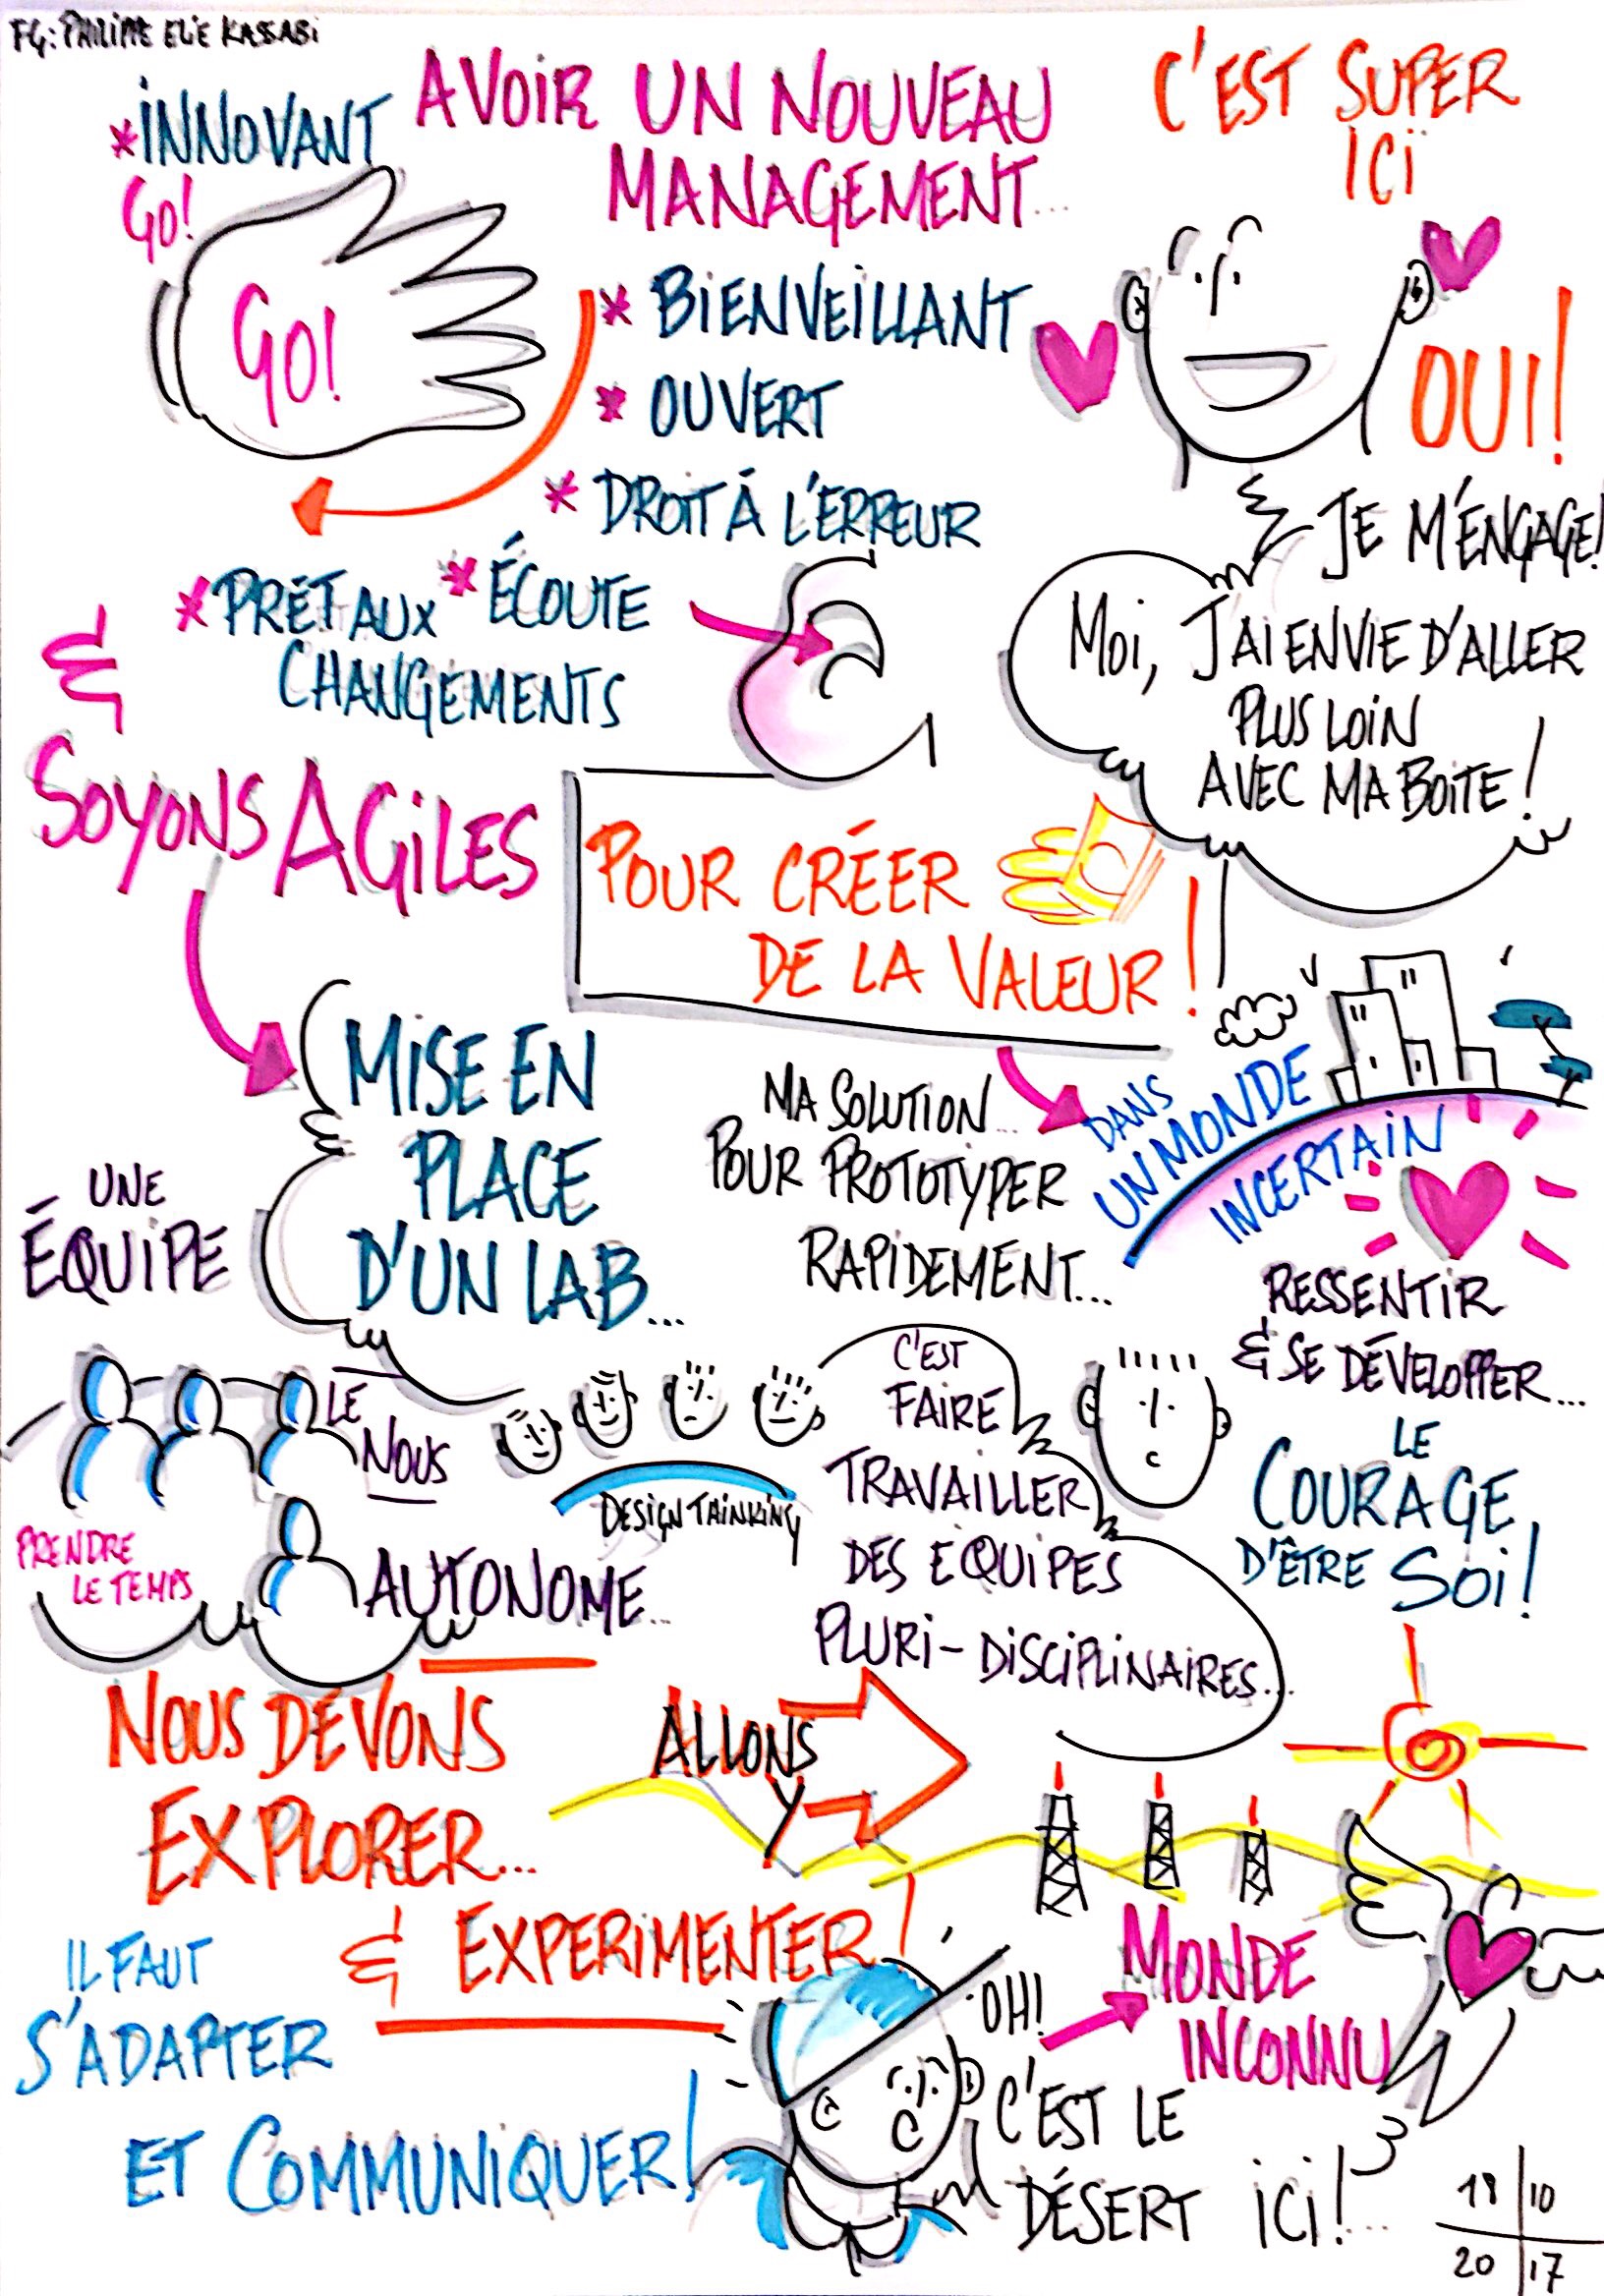 FG: PHILIPPE ELIE KASSABI
* INNOVANT
GO!
GO!
AVOIR UN NOUVEAU
MANAGEMENT...
* BIENVEILLANT
* OUVERT
* DROIT À L'ERREUR
* ÉCOUTE
* PRÊT AUX
CHANGEMENTS
C'EST SUPER
ICI
OUI!
JE M'ENGAGE!
MOI, J'AI ENVIE D'ALLER
PLUS LOIN
AVEC MA BOITE!
&
SOYONS AGILES
POUR CRÉER
DE LA VALEUR!
MISE EN
PLACE
D'UN LAB...
MA SOLUTION...
POUR PROTOTYPER
RAPIDEMENT...
DANS
UN MONDE
INCERTAIN
RESSENTIR
& SE DÉVELOPPER...
LE
COURAGE
D'ÊTRE SOI!
UNE
ÉQUIPE
LE
NOUS
PRENDRE
LE TEMPS
AUTONOME...
DESIGN THINKING
C'EST
FAIRE
TRAVAILLER
DES EQUIPES
PLURI-DISCIPLINAIRES...
NOUS DEVONS
EXPLORER...
& EXPERIMENTER!
ALLONS
Y
IL FAUT
S'ADAPTER
ET COMMUNIQUER!
MONDE
INCONNU
OH!
C'EST LE
DÉSERT ICI!...
18 10
20 17